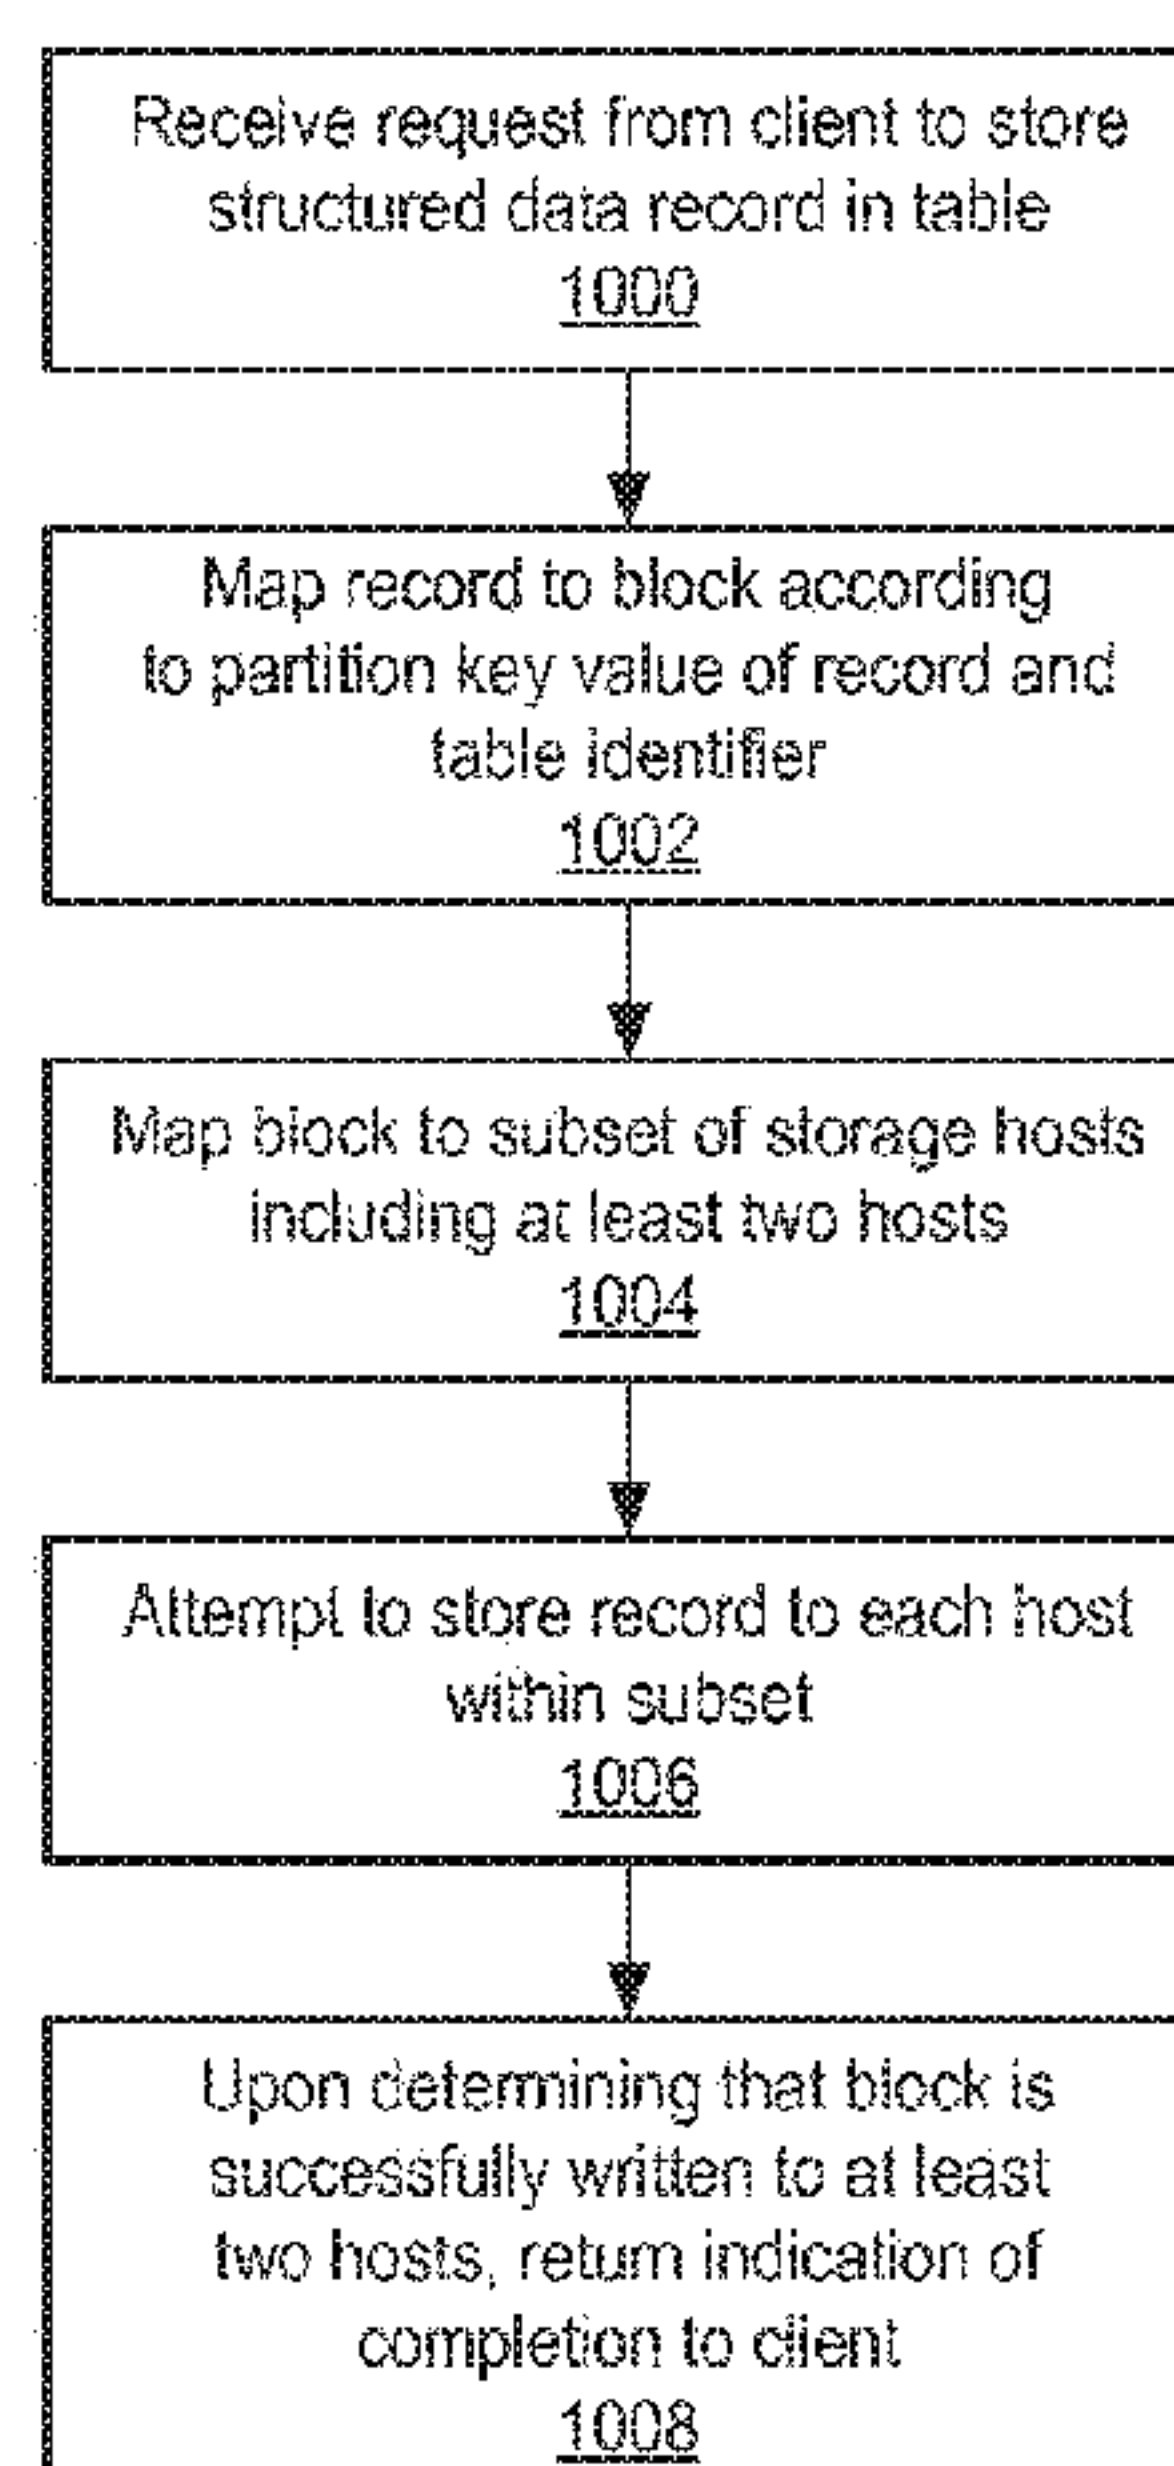 Receive request from client to store
structured data record in table
1000
Map record to block according
to partition key value of record and
table identifier
1002
Map block to subset of storage hosts
including at least two hosts
1004
Attempt to store record to each host
within subset
1006
Upon determining that block is
successfully written to at least
two hosts, return indication of
completion to client
1008